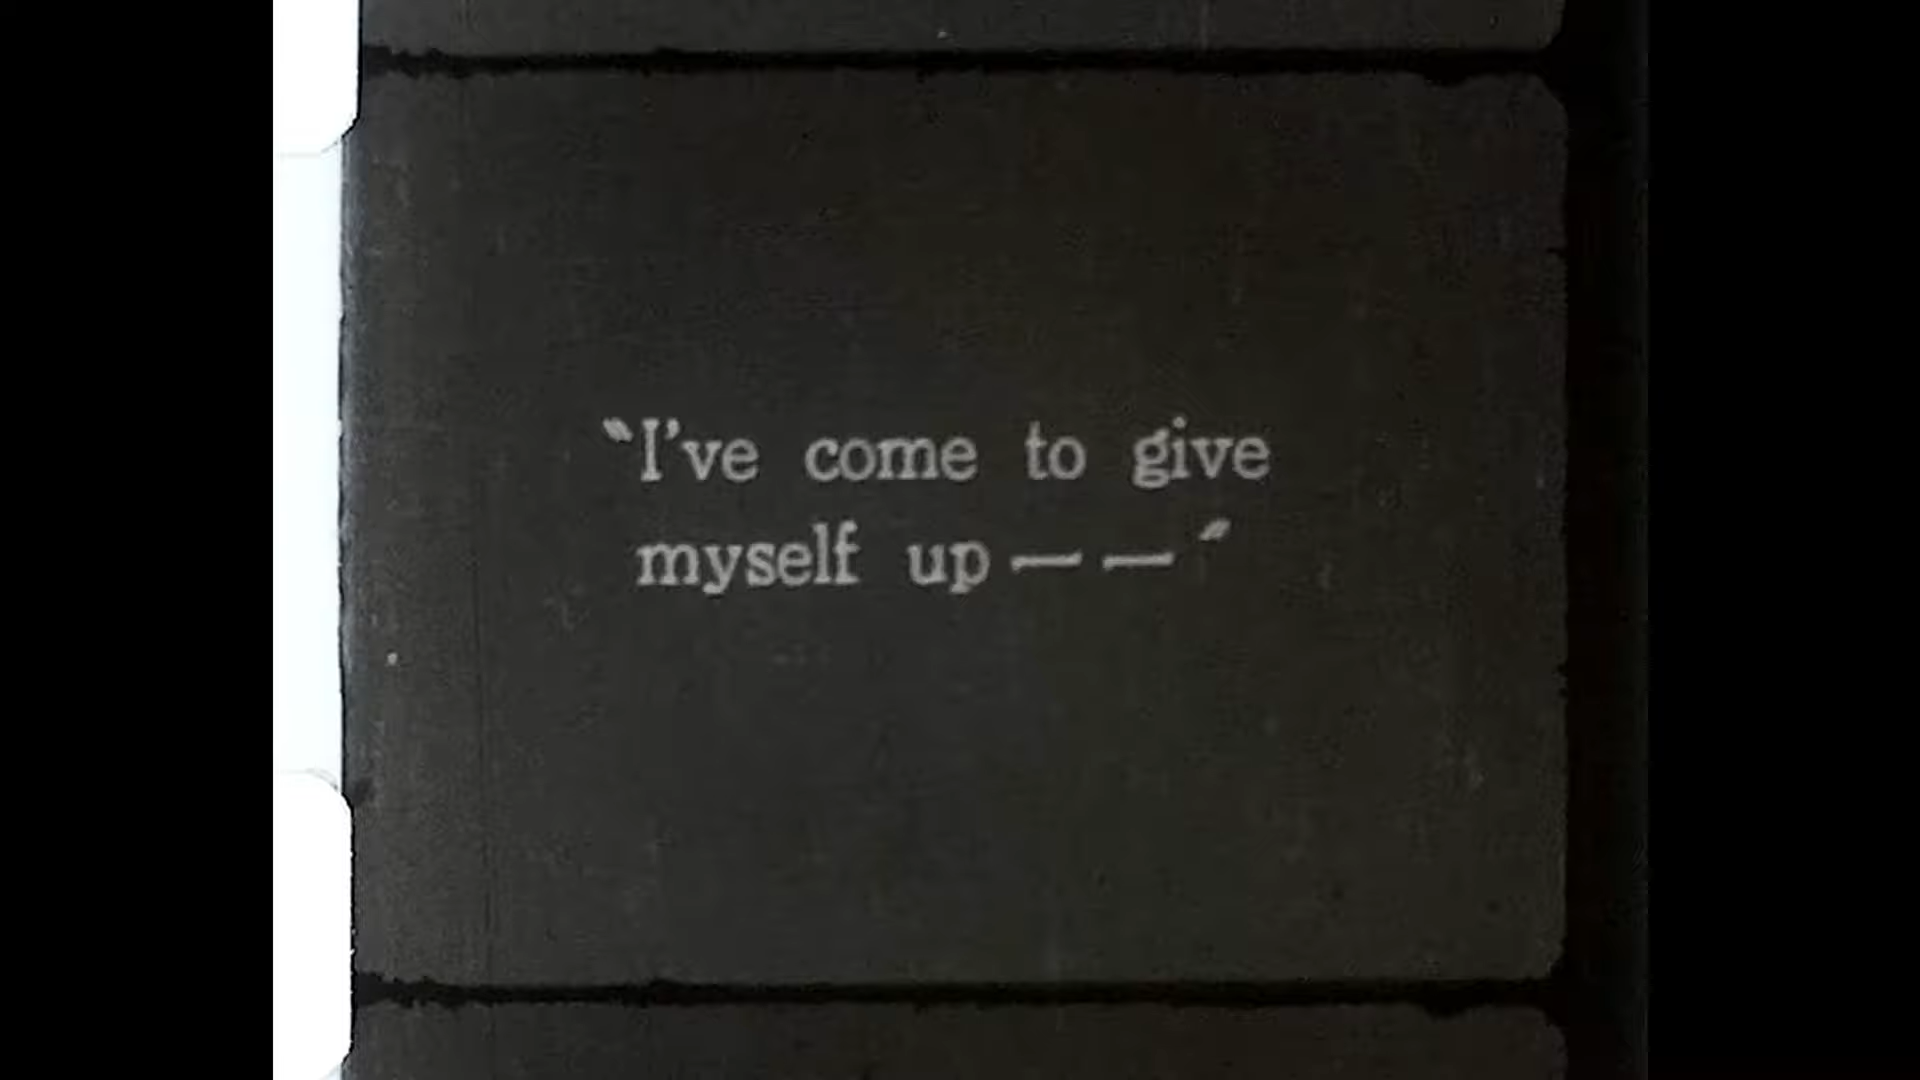 "I've come to give
myself up — — "